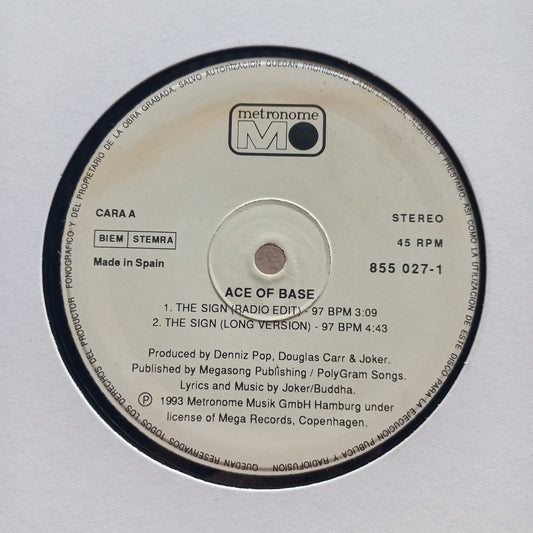 FONOGRAFICO Y DEL PROPIETARIO DE LA OBRA GRABADA. SALVO AUTORIZACION QUEDAN PROHIBIDOS LA DUPLICACION, ALQUILER Y PRESTAMO, ASI COMO LA UTILIZACION DE ESTE DISCO PARA LA EJECUCION PUBLICA Y RADIODIFUSION
QUEDAN RESERVADOS TODOS LOS DERECHOS DEL PRODUCTOR
metronome
M
CARA A
STEREO
BIEM STEMRA
45 RPM
Made in Spain
855 027-1
ACE OF BASE
1. THE SIGN (RADIO EDIT) - 97 BPM 3:09
2. THE SIGN (LONG VERSION) - 97 BPM 4:43
Produced by Denniz Pop, Douglas Carr & Joker.
Published by Megasong Publishing / PolyGram Songs.
Lyrics and Music by Joker/Buddha.
Ⓟ 1993 Metronome Musik GmbH Hamburg under
license of Mega Records, Copenhagen.